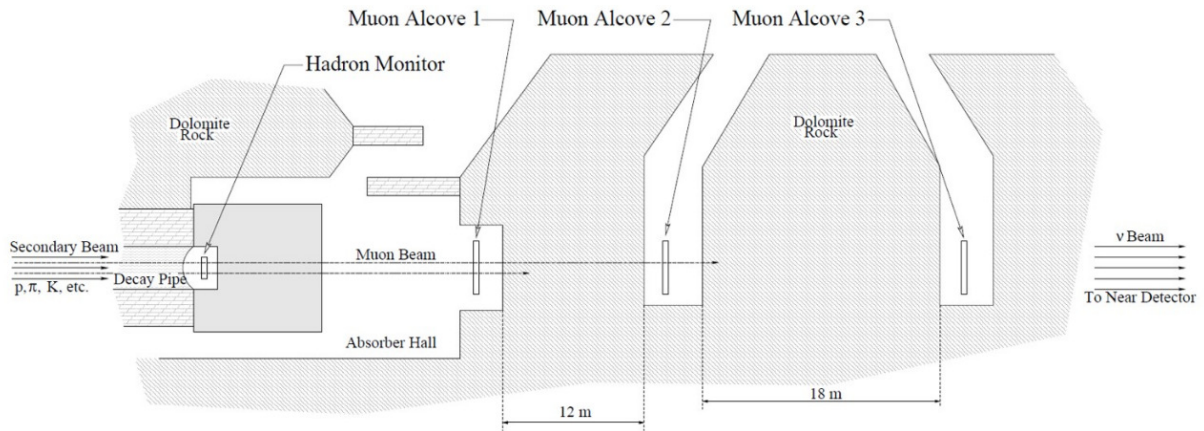 Muon Alcove 1
Muon Alcove 2
Muon Alcove 3
Hadron Monitor
Dolomite
Rock
Dolomite
Rock
Secondary Beam
p,π, K, etc.
Decay Pipe
Muon Beam
Absorber Hall
ν Beam
To Near Detector
12 m
18 m